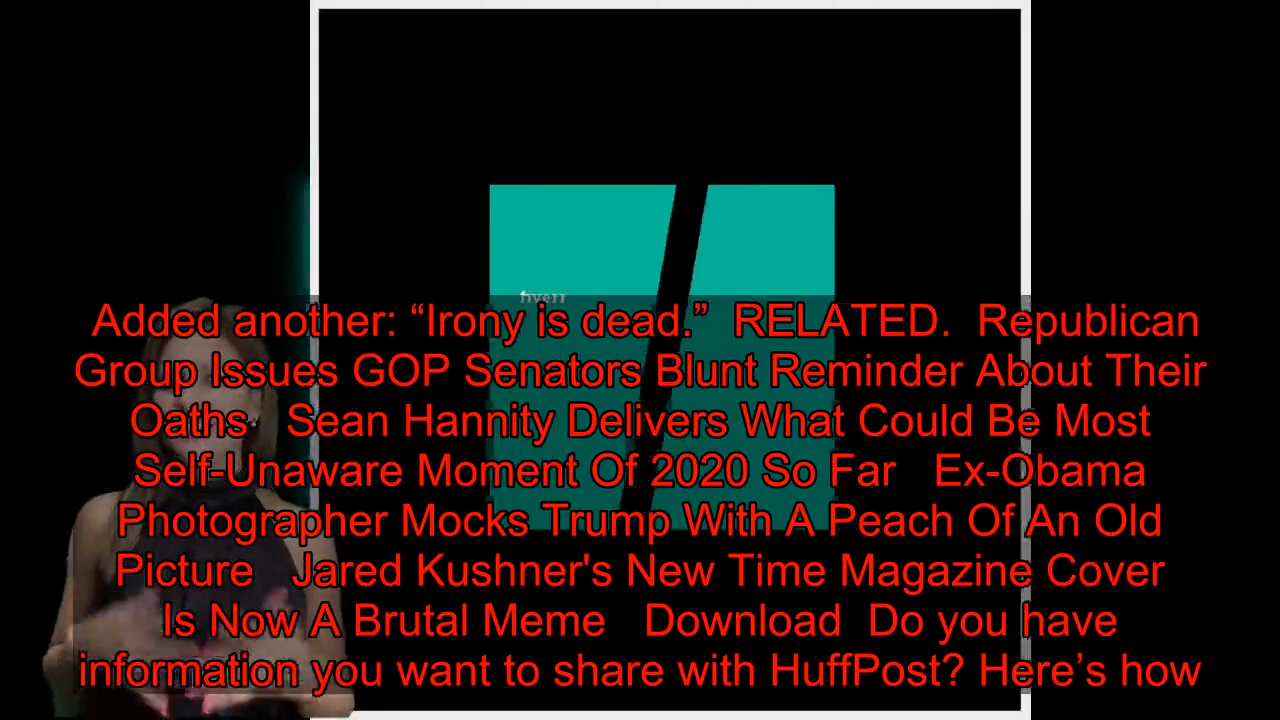 fiverr
Added another: “Irony is dead.”  RELATED.  Republican
Group Issues GOP Senators Blunt Reminder About Their
Oaths   Sean Hannity Delivers What Could Be Most
Self-Unaware Moment Of 2020 So Far   Ex-Obama
Photographer Mocks Trump With A Peach Of An Old
Picture   Jared Kushner's New Time Magazine Cover
Is Now A Brutal Meme   Download  Do you have
information you want to share with HuffPost? Here’s how